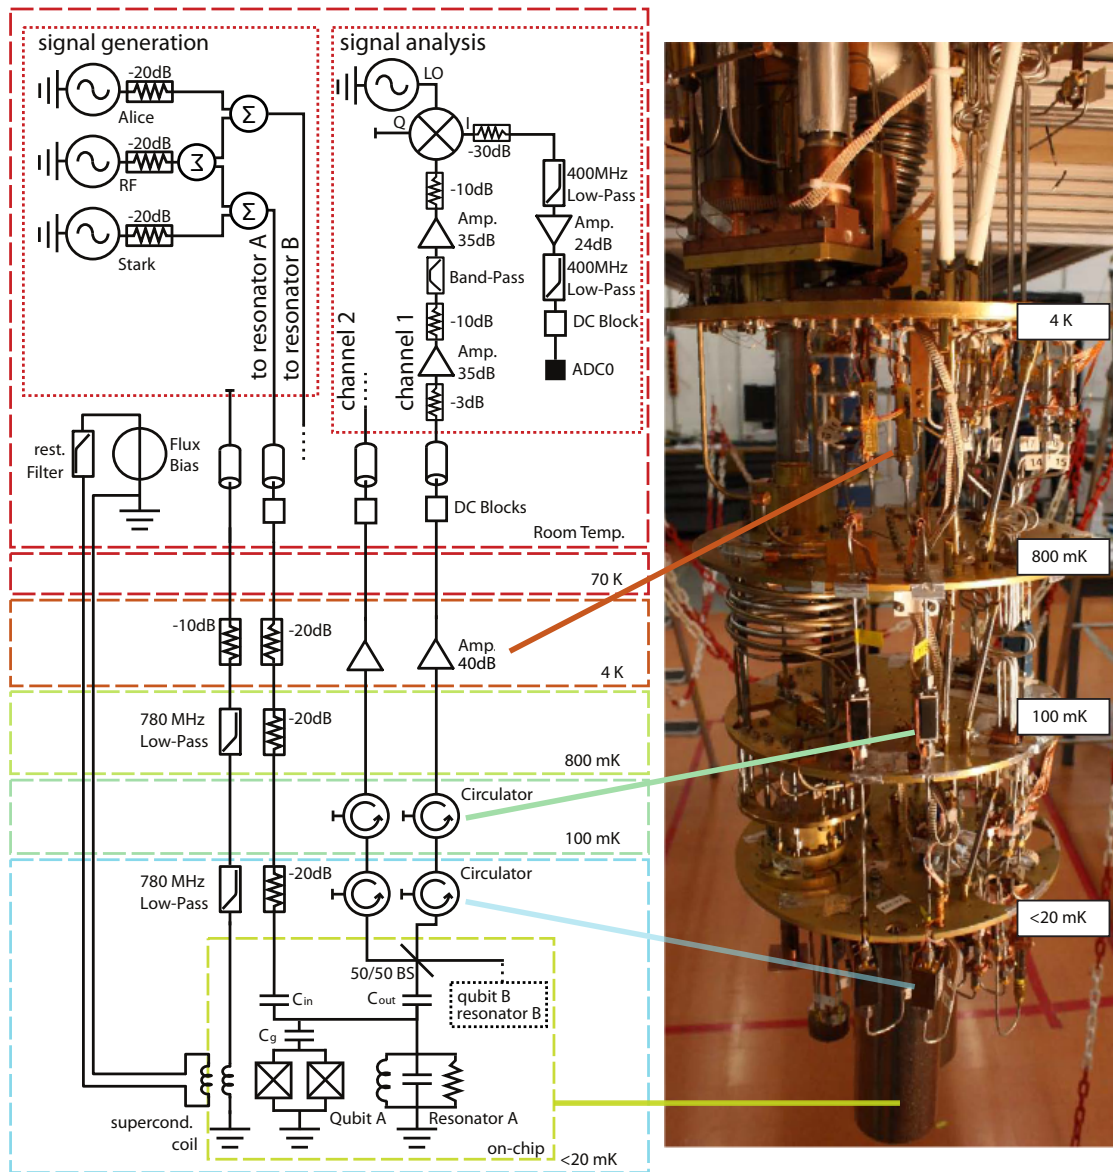 signal generation
-20dB
Alice
-20dB
RF
-20dB
Stark
Σ
Σ
Σ
to resonator A
to resonator B
signal analysis
LO
Q
I
-30dB
400MHz
Low-Pass
Amp.
24dB
400MHz
Low-Pass
DC Block
ADC0
-10dB
Amp.
35dB
Band-Pass
-10dB
Amp.
35dB
-3dB
channel 2
channel 1
rest.
Filter
Flux
Bias
DC Blocks
Room Temp.
70 K
-10dB
-20dB
Amp.
40dB
4 K
780 MHz
Low-Pass
-20dB
800 mK
Circulator
100 mK
780 MHz
Low-Pass
-20dB
Circulator
50/50 BS
Cin
Cout
qubit B
resonator B
Cg
Qubit A
Resonator A
supercond.
coil
on-chip
<20 mK
4 K
14
15
800 mK
100 mK
<20 mK